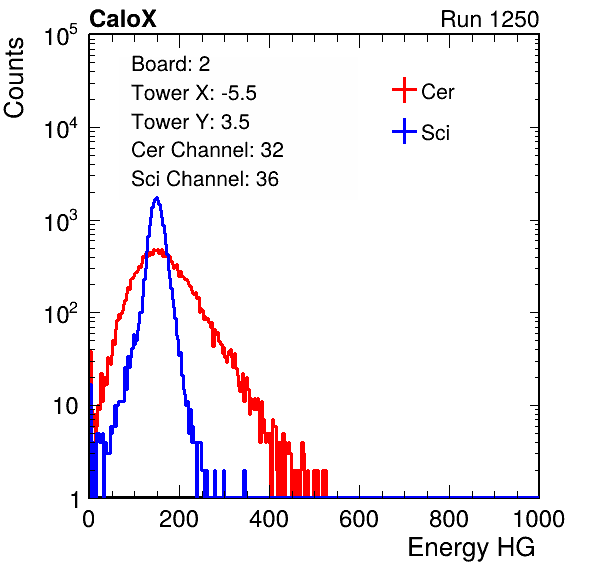 CaloX Run 1250
Counts
Board: 2
Tower X: -5.5
Tower Y: 3.5
Cer Channel: 32
Sci Channel: 36
Cer
Sci
10^5
10^4
10^3
10^2
10
1
0 200 400 600 800 1000
Energy HG